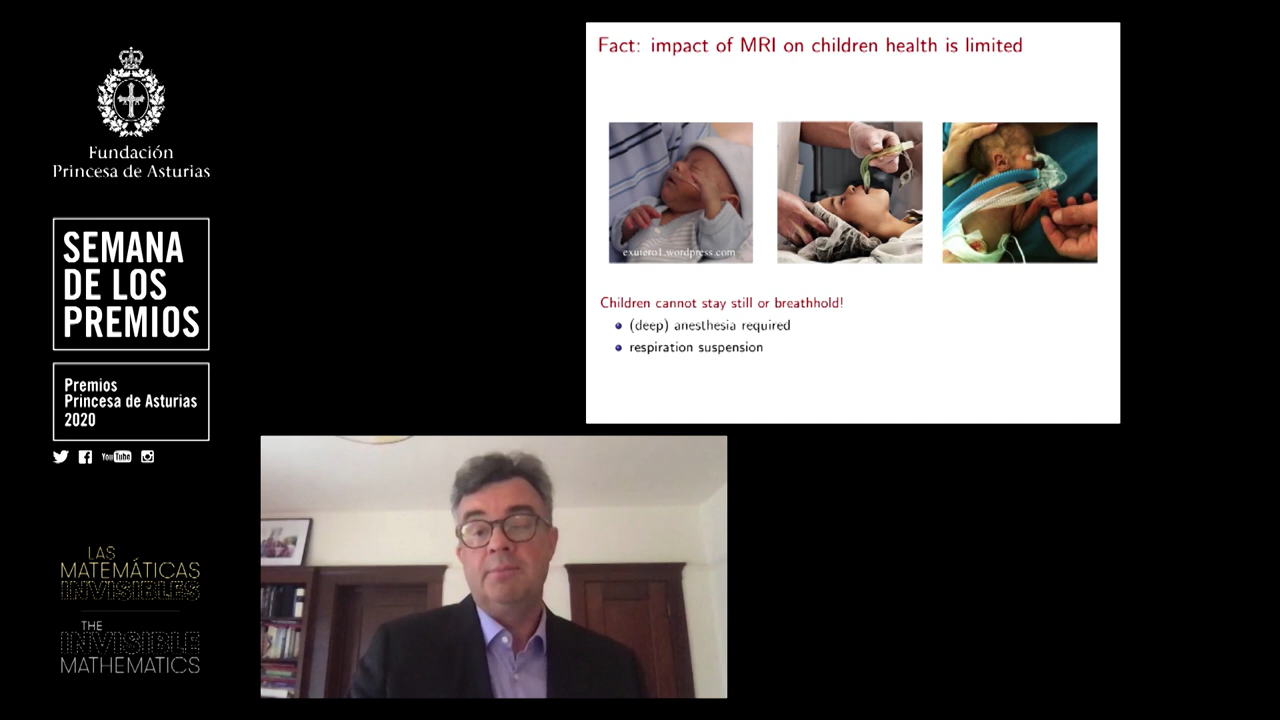 Fundación
Princesa de Asturias
SEMANA
DE LOS
PREMIOS
Premios
Princesa de Asturias
2020
You Tube
LAS
MATEMÁTICAS
INVISIBLES
THE
INVISIBLE
MATHEMATICS
Fact: impact of MRI on children health is limited
exutero1.wordpress.com
Children cannot stay still or breathhold!
(deep) anesthesia required
respiration suspension